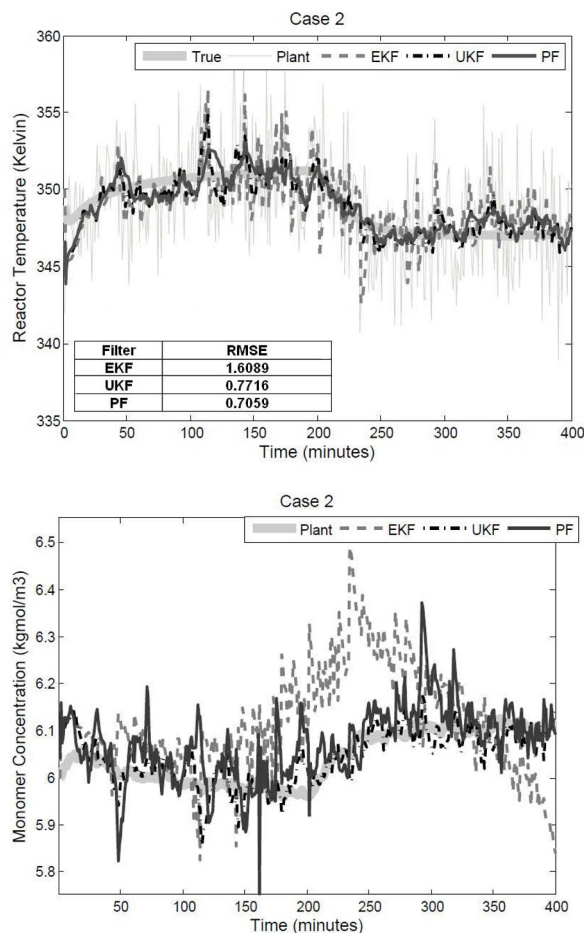 Case 2
360
True Plant EKF UKF PF
355
350
345
340
335
Reactor Temperature (Kelvin)
Filter RMSE
EKF 1.6089
UKF 0.7716
PF 0.7059
0 50 100 150 200 250 300 350 400
Time (minutes)
Case 2
Plant EKF UKF PF
6.5
6.4
6.3
6.2
6.1
6
5.9
5.8
Monomer Concentration (kgmol/m3)
50 100 150 200 250 300 350 400
Time (minutes)